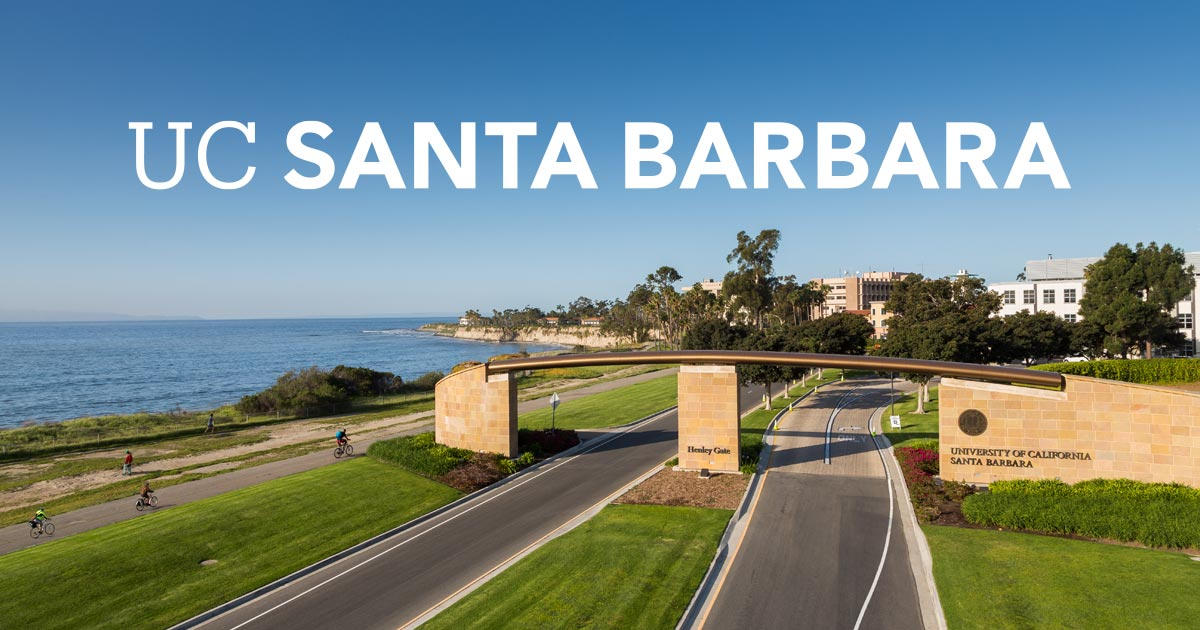 UC SANTA BARBARA
Henley Gate
UNIVERSITY OF CALIFORNIA
SANTA BARBARA